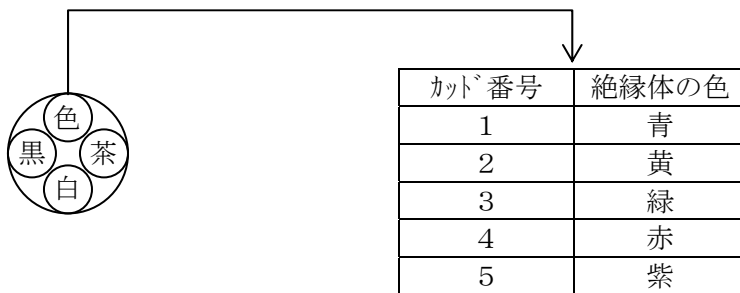 色
黒 茶
白
ｶｯﾄﾞ番号 絶縁体の色
1 青
2 黄
3 緑
4 赤
5 紫